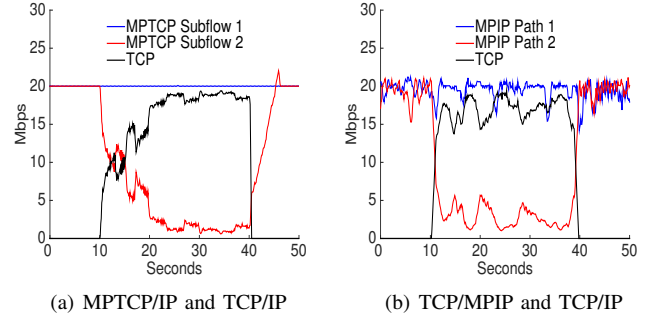 MPTCP Subflow 1
MPTCP Subflow 2
TCP
Mbps
30
25
20
15
10
5
0
0 10 20 30 40 50
Seconds
(a) MPTCP/IP and TCP/IP
MPIP Path 1
MPIP Path 2
TCP
Mbps
30
25
20
15
10
5
0
0 10 20 30 40 50
Seconds
(b) TCP/MPIP and TCP/IP